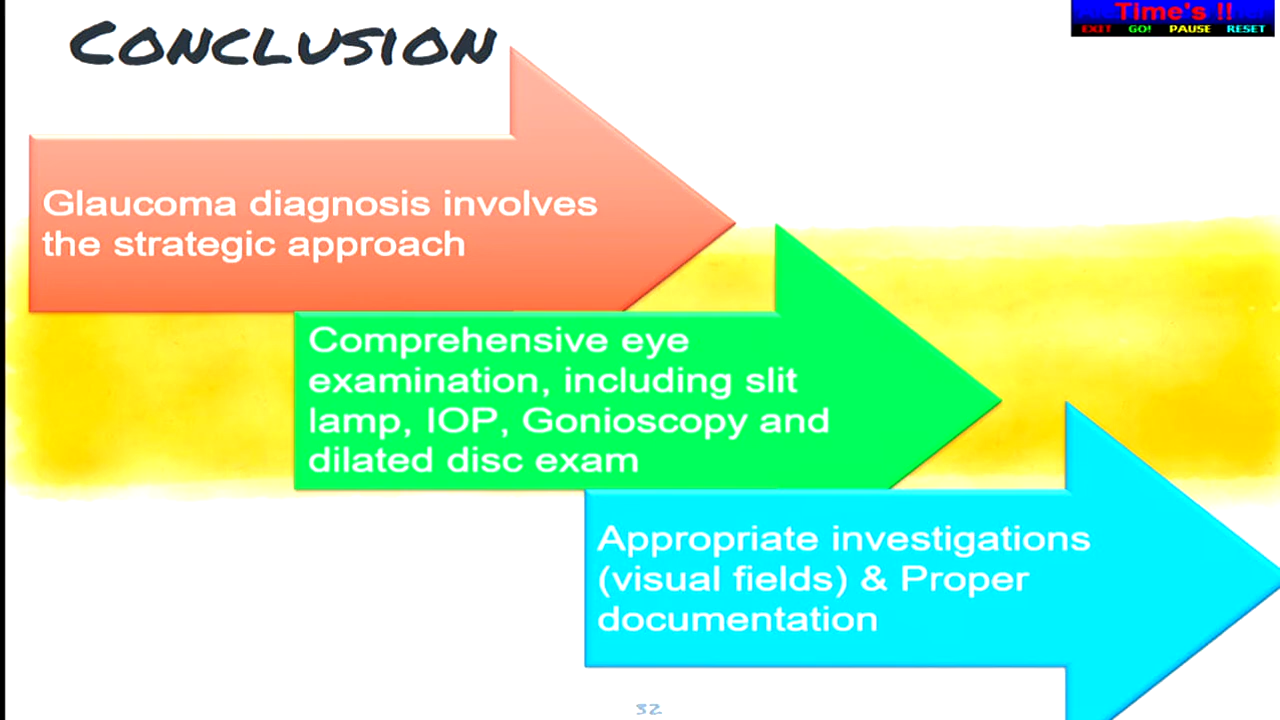 CONCLUSION
Time's !!
EXIT GO! PAUSE RESET
Glaucoma diagnosis involves
the strategic approach
Comprehensive eye
examination, including slit
lamp, IOP, Gonioscopy and
dilated disc exam
Appropriate investigations
(visual fields) & Proper
documentation
32